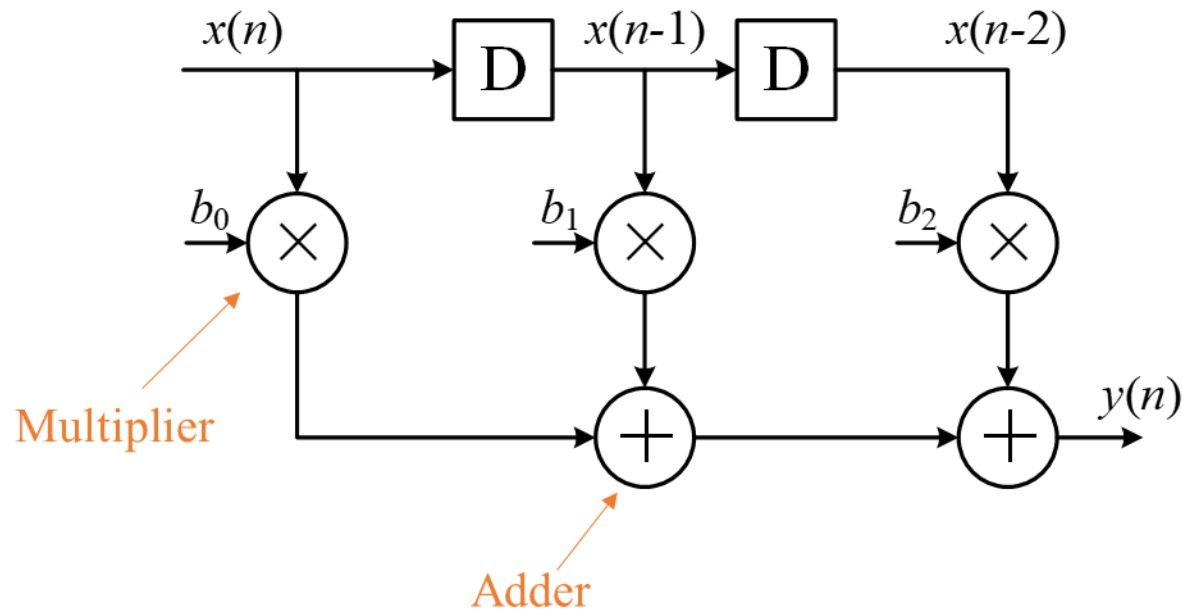 x(n)
D
x(n-1)
D
x(n-2)
b₀
×
b₁
×
b₂
×
Multiplier
+
+
y(n)
Adder